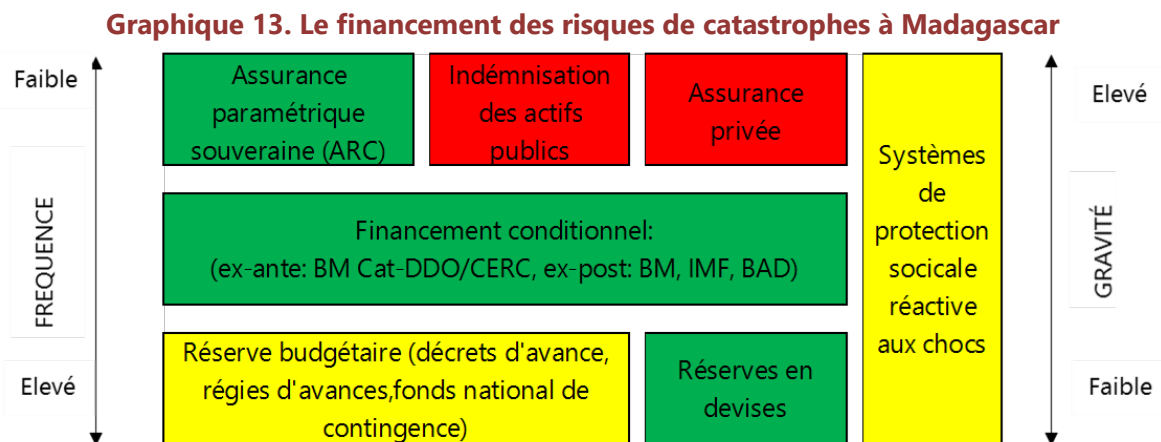 Graphique 13. Le financement des risques de catastrophes à Madagascar
Faible
FREQUENCE
Elevé
Assurance
paramétrique
souveraine (ARC)
Indémnisation
des actifs
publics
Assurance
privée
Financement conditionnel:
(ex-ante: BM Cat-DDO/CERC, ex-post: BM, IMF, BAD)
Réserve budgétaire (décrets d'avance,
régies d'avances,fonds national de
contingence)
Réserves en
devises
Systèmes
de
protection
socicale
réactive
aux chocs
Elevé
GRAVITÉ
Faible